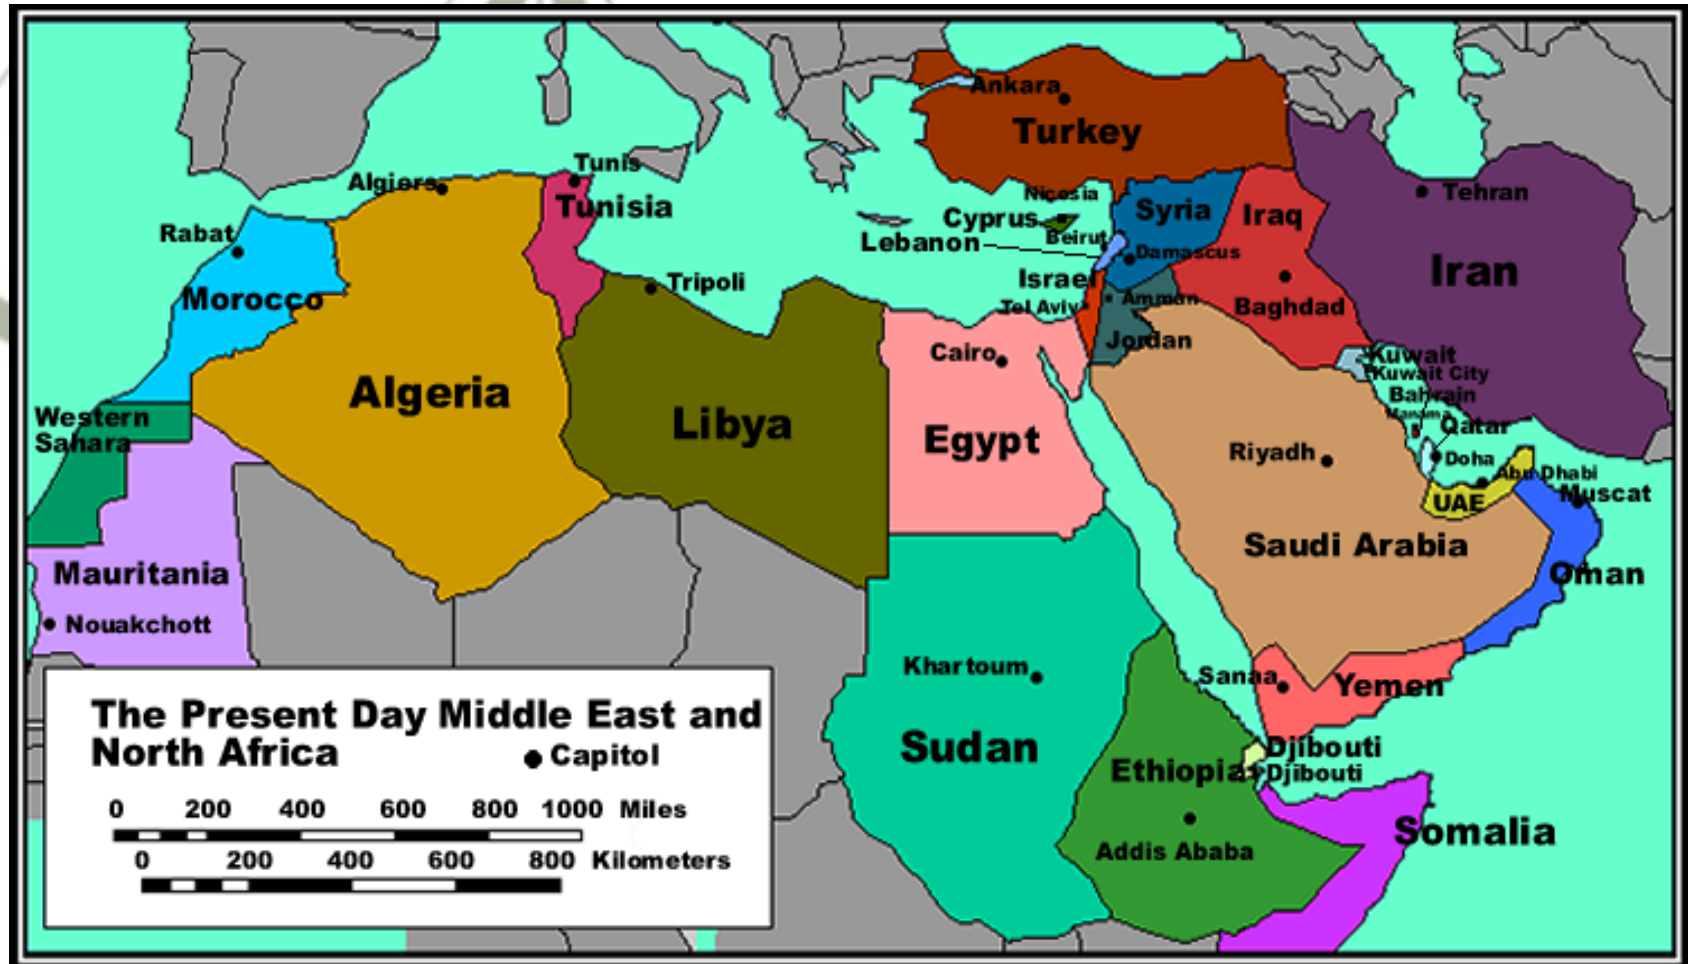 Ankara
Turkey
Tunis
Algiers
Tunisia
Nicosia
Tehran
Cyprus
Syria
Iraq
Rabat
Lebanon
Beirut
Damascus
Iran
Tripoli
Israel
Morocco
Tel Aviv
Amman
Baghdad
Jordan
Cairo
Kuwait
Kuwait City
Algeria
Bahrain
Manama
Western
Sahara
Libya
Egypt
Qatar
Riyadh
Doha
Abu Dhabi
UAE
Muscat
Saudi Arabia
Mauritania
Oman
Nouakchott
Khartoum
Sanaa
Yemen
Sudan
Djibouti
Ethiopia
Djibouti
Somalia
Addis Ababa
The Present Day Middle East and
North Africa
Capitol
0 200 400 600 800 1000 Miles
0 200 400 600 800 Kilometers